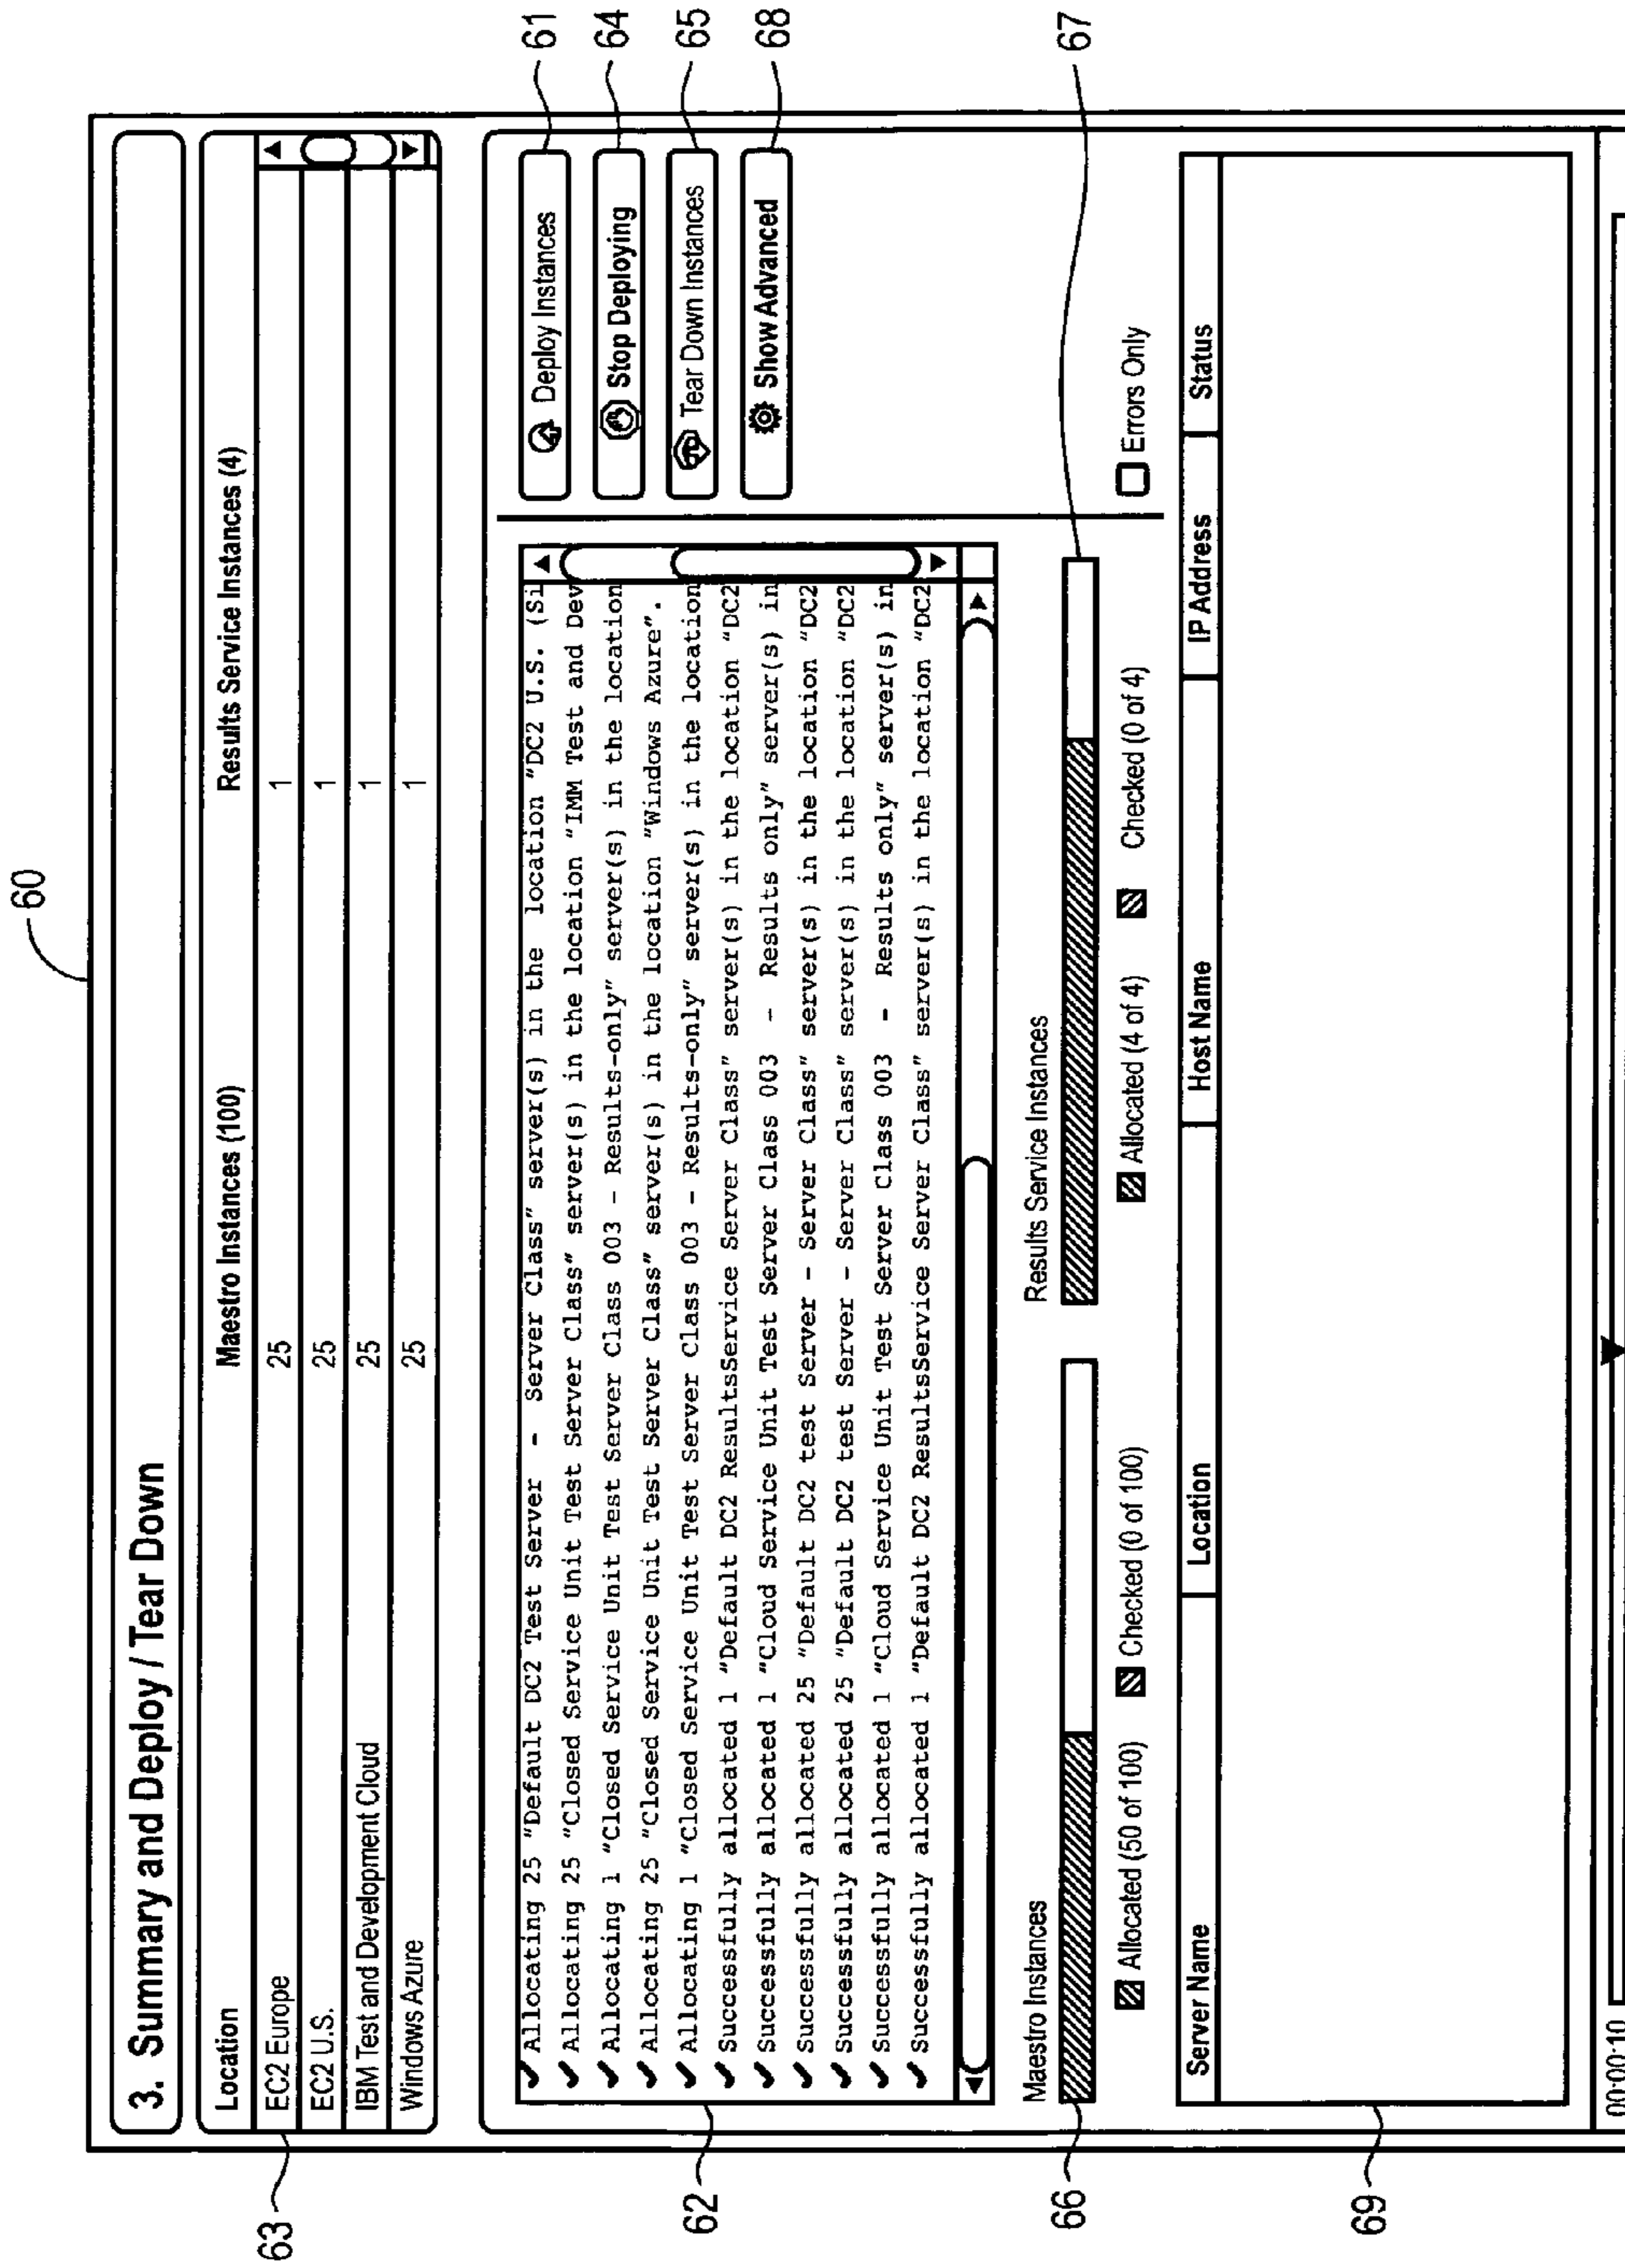 60
3. Summary and Deploy / Tear Down
Location Maestro Instances (100) Results Service Instances (4)
63
EC2 Europe 25 1
EC2 U.S. 25 1
IBM Test and Development Cloud 25 1
Windows Azure 25 1
62
Allocating 25 "Default DC2 Test Server - Server Class" server(s) in the location "DC2 U.S. (Si
Allocating 25 "Closed Service Unit Test Server Class" server(s) in the location "IMM Test and Dev
Allocating 1 "Closed Service Unit Test Server Class 003 - Results-only" server(s) in the location
Allocating 25 "Closed Service Unit Test Server Class" server(s) in the location "Windows Azure".
Allocating 1 "Closed Service Unit Test Server Class 003 - Results-only" server(s) in the location
Successfully allocated 1 "Default DC2 ResultsService Server Class" server(s) in the location "DC2
Successfully allocated 1 "Cloud Service Unit Test Server Class 003 - Results only" server(s) in
Successfully allocated 25 "Default DC2 test Server - Server Class" server(s) in the location "DC2
Successfully allocated 25 "Default DC2 test Server - Server Class" server(s) in the location "DC2
Successfully allocated 1 "Cloud Service Unit Test Server Class 003 - Results only" server(s) in
Successfully allocated 1 "Default DC2 ResultsService Server Class" server(s) in the location "DC2
Deploy Instances 61
Stop Deploying 64
Tear Down Instances 65
Show Advanced 68
Maestro Instances Results Service Instances
66 67
Allocated (50 of 100) Checked (0 of 100) Allocated (4 of 4) Checked (0 of 4) Errors Only
Server Name Location Host Name IP Address Status
69
00:00:10